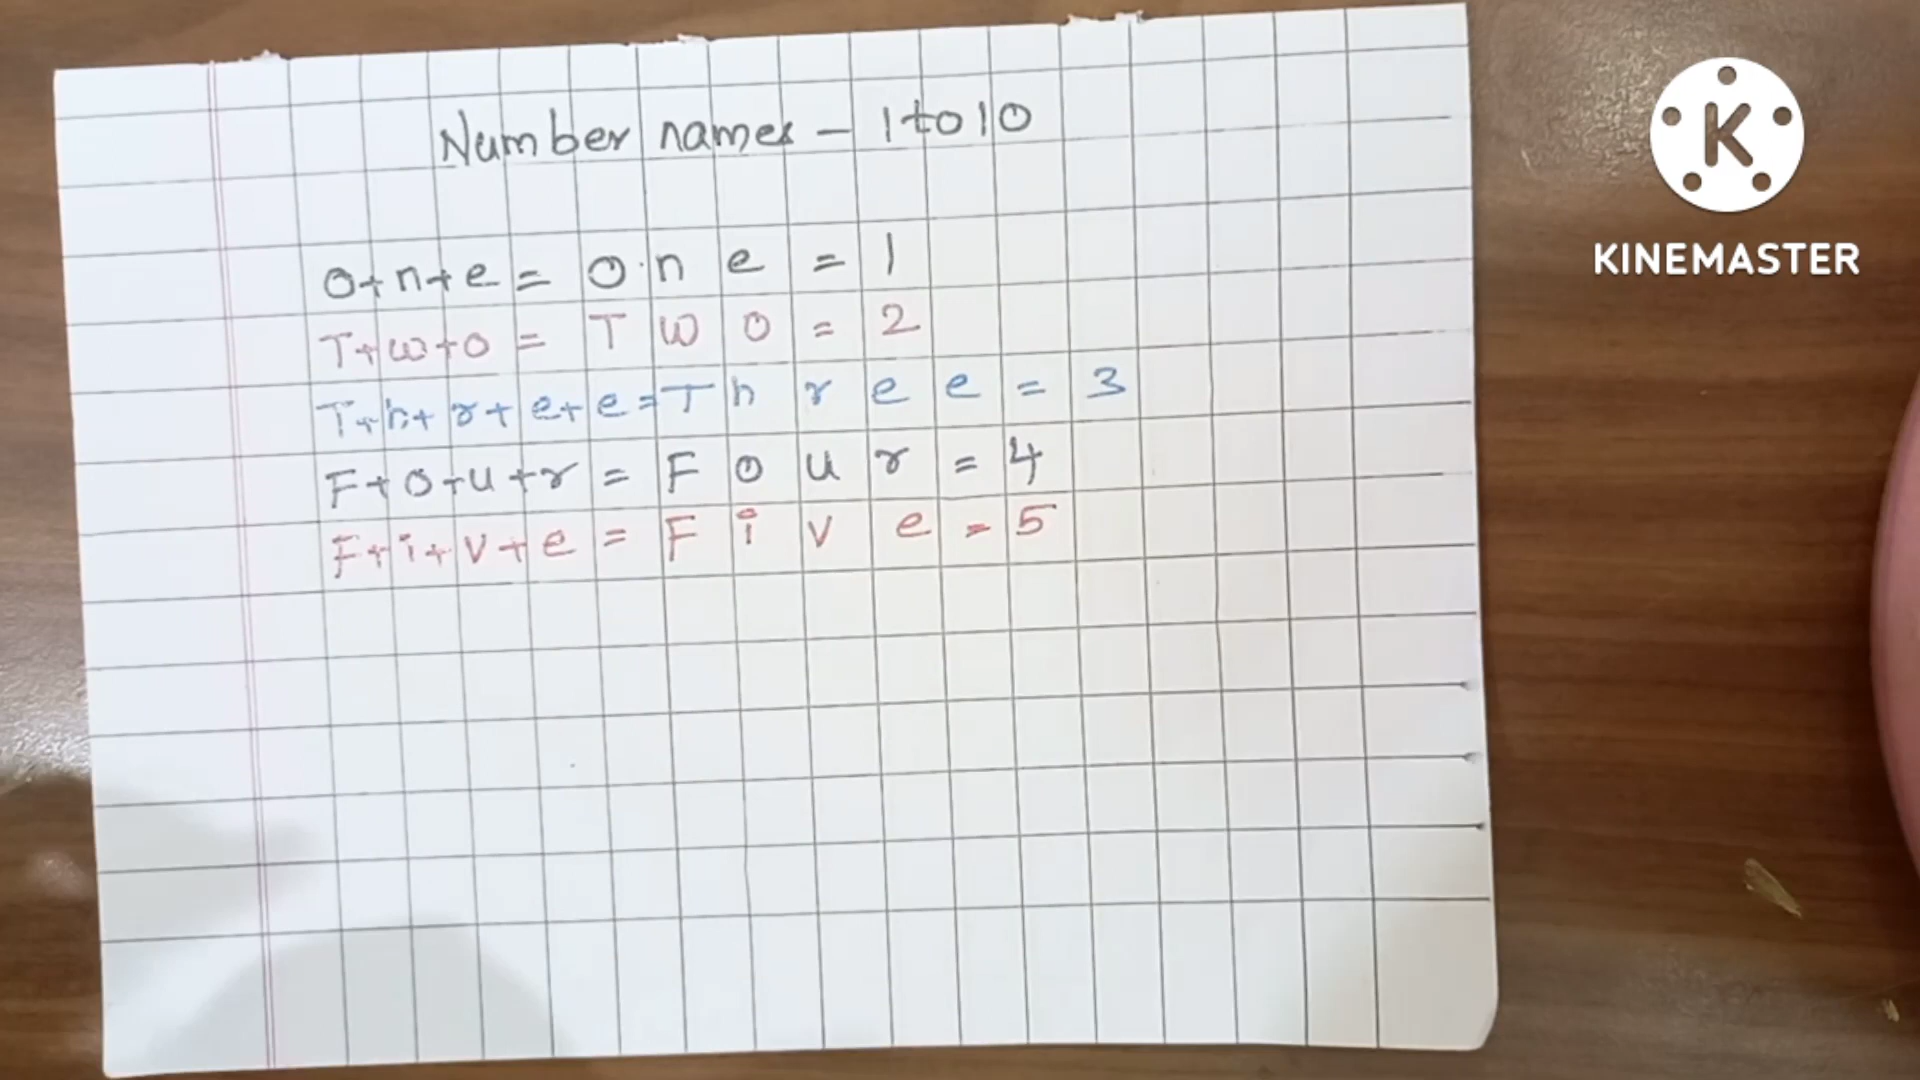 Number names - 1 to 10
O+n+e = O n e = 1
T+w+o = T w o = 2
T+h+r+e+e = T h r e e = 3
F+o+u+r = F o u r = 4
F+i+v+e = F i v e = 5
K
KINEMASTER